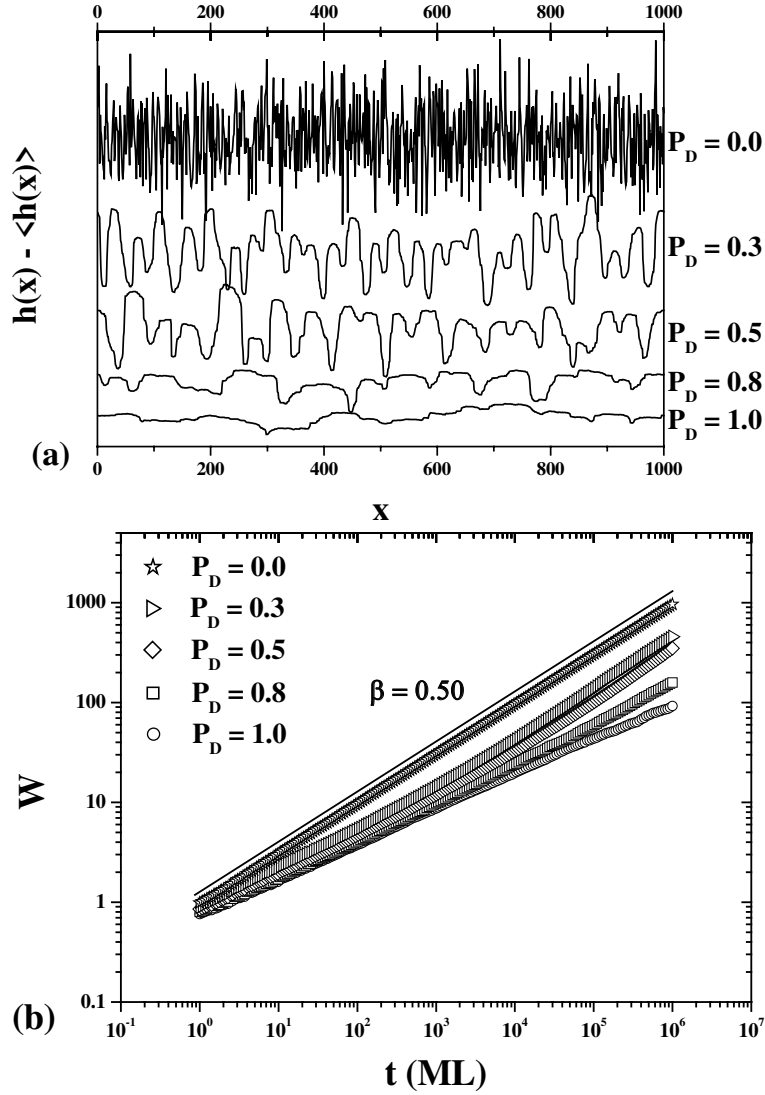 0 200 400 600 800 1000
h(x) - <h(x)>
P_D = 0.0
P_D = 0.3
P_D = 0.5
P_D = 0.8
P_D = 1.0
(a)
0 200 400 600 800 1000
x
P_D = 0.0
P_D = 0.3
P_D = 0.5
P_D = 0.8
P_D = 1.0
β = 0.50
1000
100
10
1
0.1
W
(b)
10^-1 10^0 10^1 10^2 10^3 10^4 10^5 10^6 10^7
t (ML)